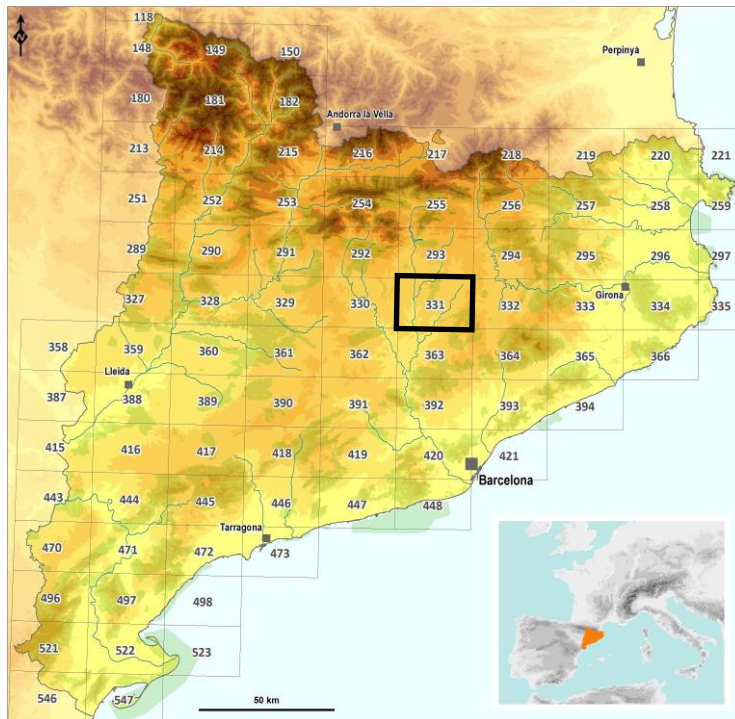 118
148 149 150
Perpinyà
180 181 182
Andorra la Vella
213 214 215 216 217 218 219 220 221
251 252 253 254 255 256 257 258 259
289 290 291 292 293 294 295 296 297
Girona
327 328 329 330 331 332 333 334 335
358 359 360 361 362 363 364 365 366
Lleida
387 388 389 390 391 392 393 394
415 416 417 418 419 420 421
Barcelona
443 444 445 446 447 448
Tarragona
470 471 472 473
496 497 498
521 522 523
546 547
50 km
N